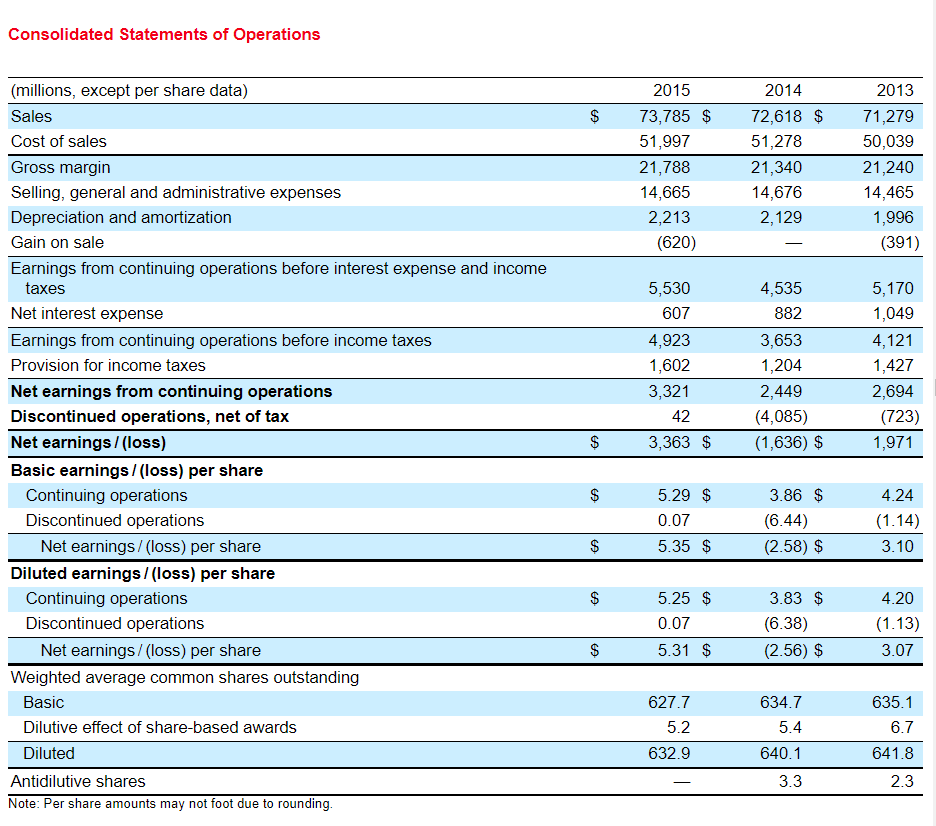 Consolidated Statements of Operations
(millions, except per share data) 2015 2014 2013
Sales $ 73,785 $ 72,618 $ 71,279
Cost of sales 51,997 51,278 50,039
Gross margin 21,788 21,340 21,240
Selling, general and administrative expenses 14,665 14,676 14,465
Depreciation and amortization 2,213 2,129 1,996
Gain on sale (620) — (391)
Earnings from continuing operations before interest expense and income
taxes 5,530 4,535 5,170
Net interest expense 607 882 1,049
Earnings from continuing operations before income taxes 4,923 3,653 4,121
Provision for income taxes 1,602 1,204 1,427
Net earnings from continuing operations 3,321 2,449 2,694
Discontinued operations, net of tax 42 (4,085) (723)
Net earnings / (loss) $ 3,363 $ (1,636) $ 1,971
Basic earnings / (loss) per share
Continuing operations $ 5.29 $ 3.86 $ 4.24
Discontinued operations 0.07 (6.44) (1.14)
Net earnings / (loss) per share $ 5.35 $ (2.58) $ 3.10
Diluted earnings / (loss) per share
Continuing operations $ 5.25 $ 3.83 $ 4.20
Discontinued operations 0.07 (6.38) (1.13)
Net earnings / (loss) per share $ 5.31 $ (2.56) $ 3.07
Weighted average common shares outstanding
Basic 627.7 634.7 635.1
Dilutive effect of share-based awards 5.2 5.4 6.7
Diluted 632.9 640.1 641.8
Antidilutive shares — 3.3 2.3
Note: Per share amounts may not foot due to rounding.